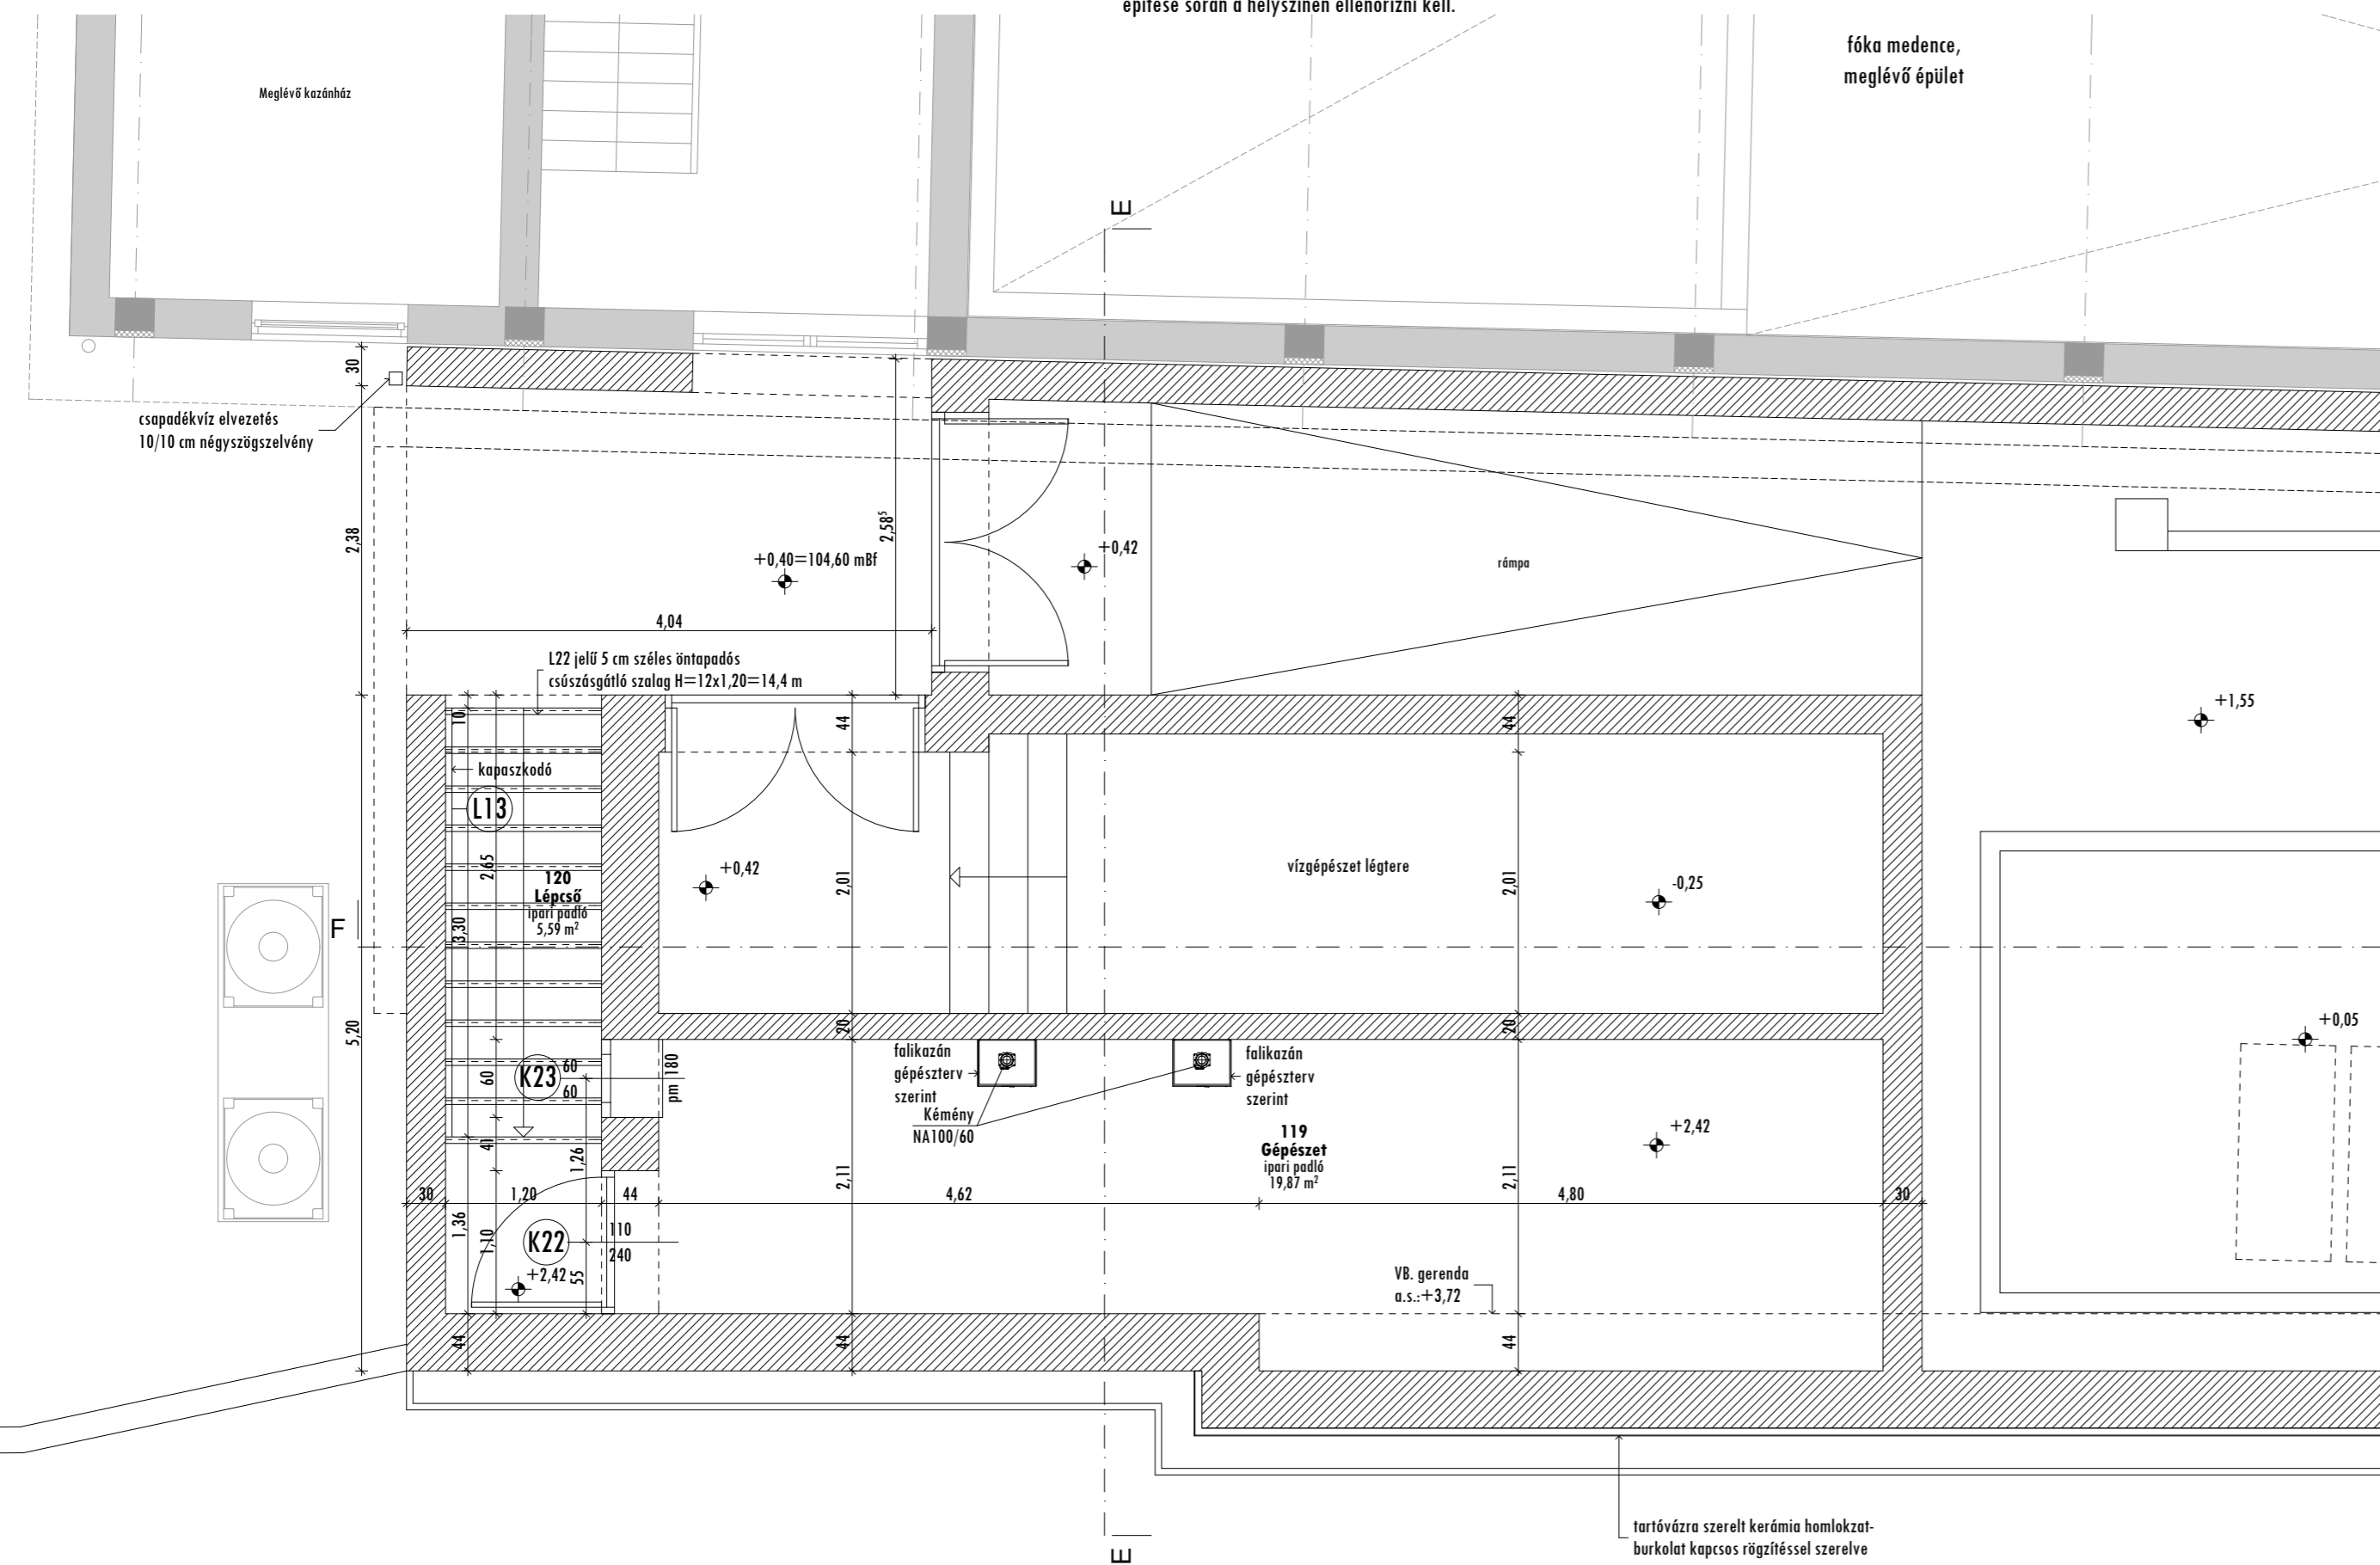 építése során a helyszínen ellenőrizni kell.
fóka medence,
meglévő épület
Meglévő kazánház
E
30
csapadékvíz elvezetés
10/10 cm négyszögszelvény
2,38
2,58⁵
+0,40=104,60 mBf
+0,42
rámpa
4,04
L22 jelű 5 cm széles öntapadós
csúszásgátló szalag H=12x1,20=14,4 m
+1,55
10
44
44
kapaszkodó
L13
2,65
120
Lépcső
ipari padló
5,59 m²
3,30
+0,42
2,01
vízgépészet légtere
2,01
-0,25
F
5,20
20
20
+0,05
60
K23
60
60
pm 180
falikazán
gépészterv
szerint
falikazán
gépészterv
szerint
Kémény
NA100/60
41
1,26
119
Gépészet
ipari padló
19,87 m²
+2,42
2,11
2,11
30
1,20
44
4,62
4,80
30
1,36
1,10
K22
110
240
+2,42
55
VB. gerenda
a.s.:+3,72
44
44
44
tartóvázra szerelt kerámia homlokzat-
burkolat kapcsos rögzítéssel szerelve
E